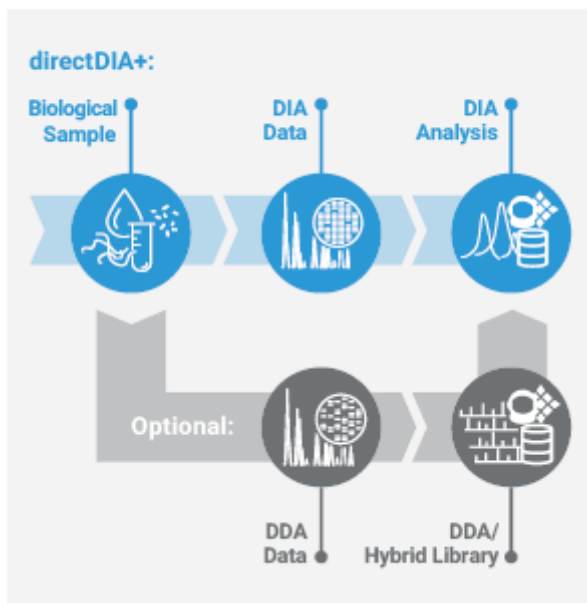 directDIA+:
Biological
Sample
DIA
Data
DIA
Analysis
Optional:
DDA
Data
DDA/
Hybrid Library